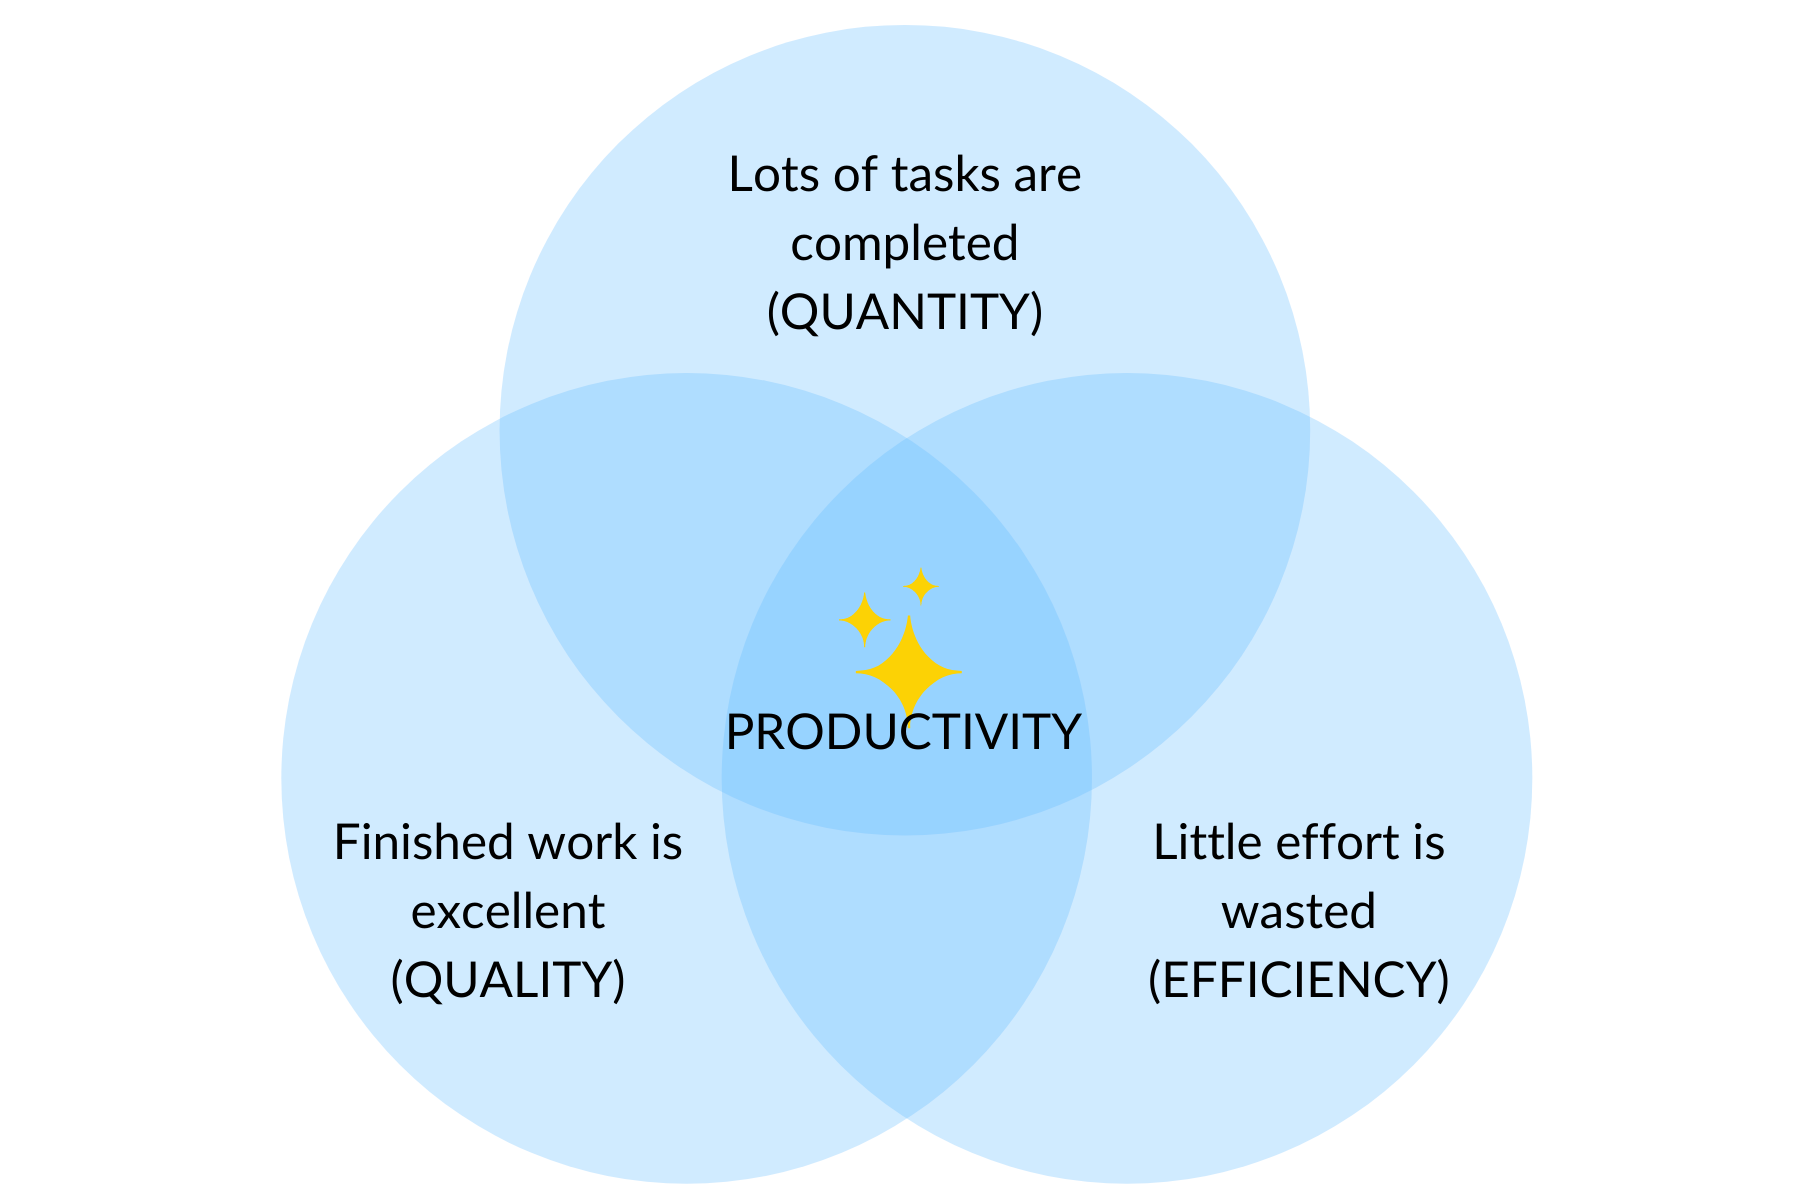 Lots of tasks are
completed
(QUANTITY)
PRODUCTIVITY
Finished work is
excellent
(QUALITY)
Little effort is
wasted
(EFFICIENCY)